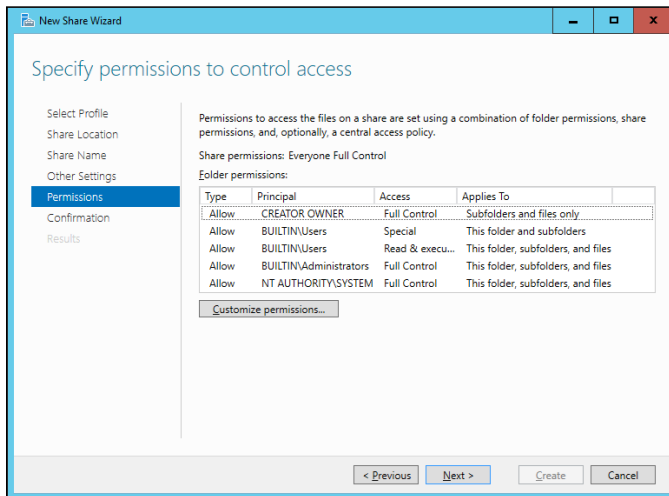 New Share Wizard
Specify permissions to control access
Select Profile
Share Location
Share Name
Other Settings
Permissions
Confirmation
Results
Permissions to access the files on a share are set using a combination of folder permissions, share
permissions, and, optionally, a central access policy.
Share permissions: Everyone Full Control
Folder permissions:
Type Principal Access Applies To
Allow CREATOR OWNER Full Control Subfolders and files only
Allow BUILTIN\Users Special This folder and subfolders
Allow BUILTIN\Users Read & execu... This folder, subfolders, and files
Allow BUILTIN\Administrators Full Control This folder, subfolders, and files
Allow NT AUTHORITY\SYSTEM Full Control This folder, subfolders, and files
Customize permissions...
< Previous Next > Create Cancel